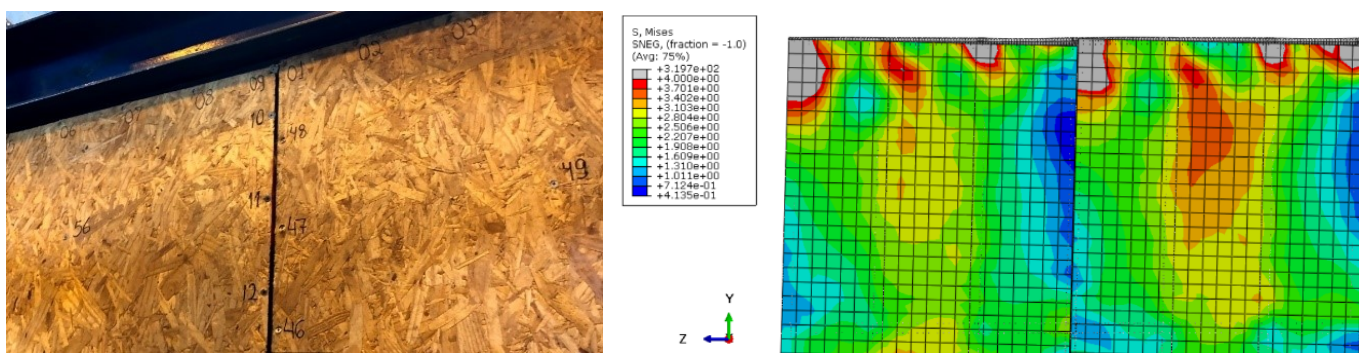 03
02
01
09
08
07
06
10
48
49
11
47
56
12
46
S, Mises
SNEG, (fraction = -1.0)
(Avg: 75%)
+3.197e+02
+4.000e+00
+3.701e+00
+3.402e+00
+3.103e+00
+2.804e+00
+2.506e+00
+2.207e+00
+1.908e+00
+1.609e+00
+1.310e+00
+1.011e+00
+7.124e-01
+4.135e-01
Y
Z